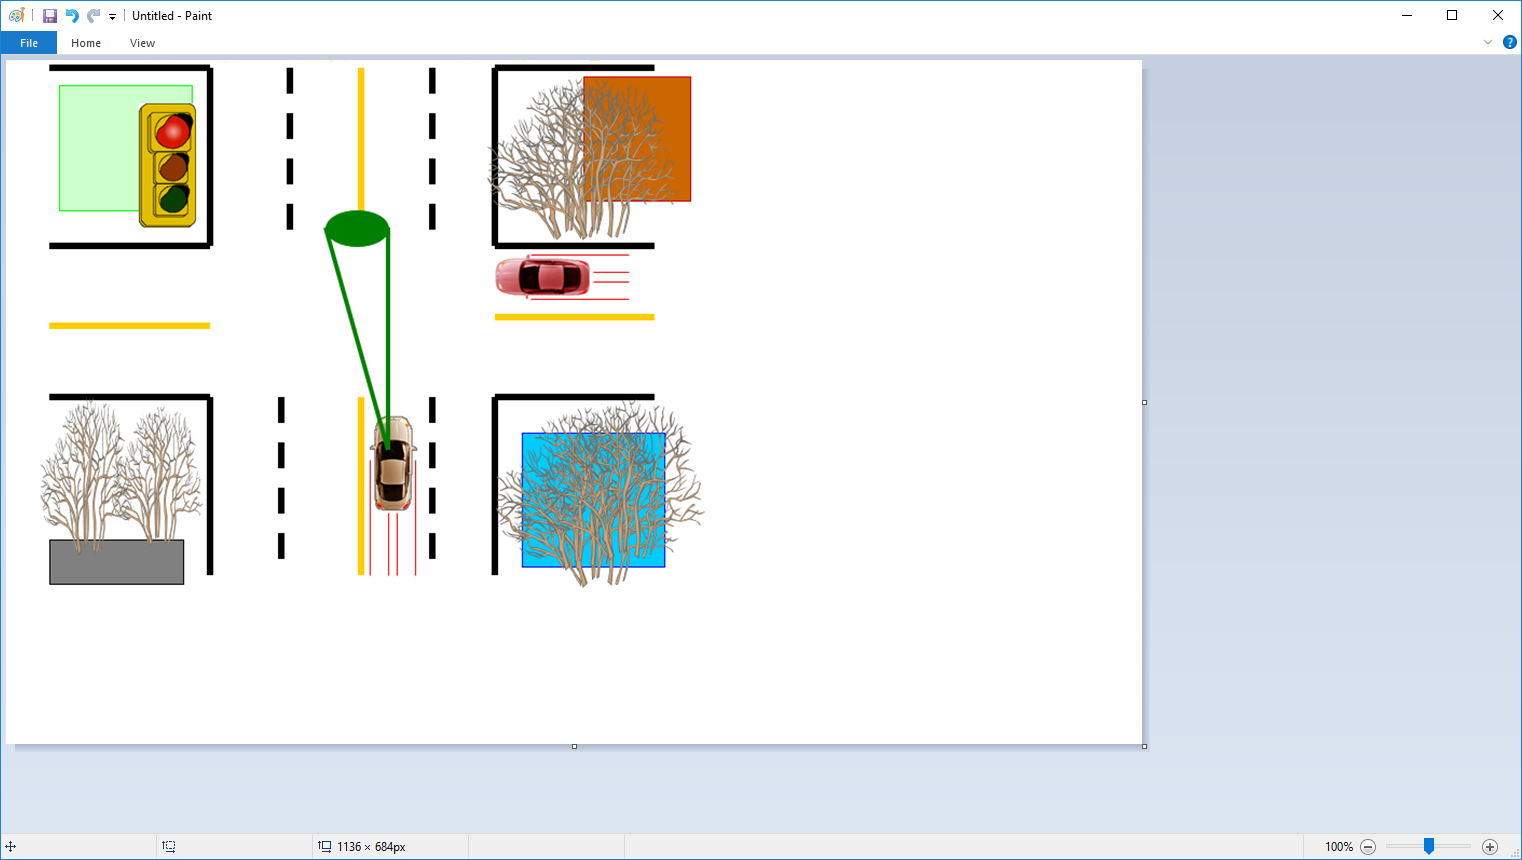 Untitled - Paint
File Home View
?
1136 × 684px
100%